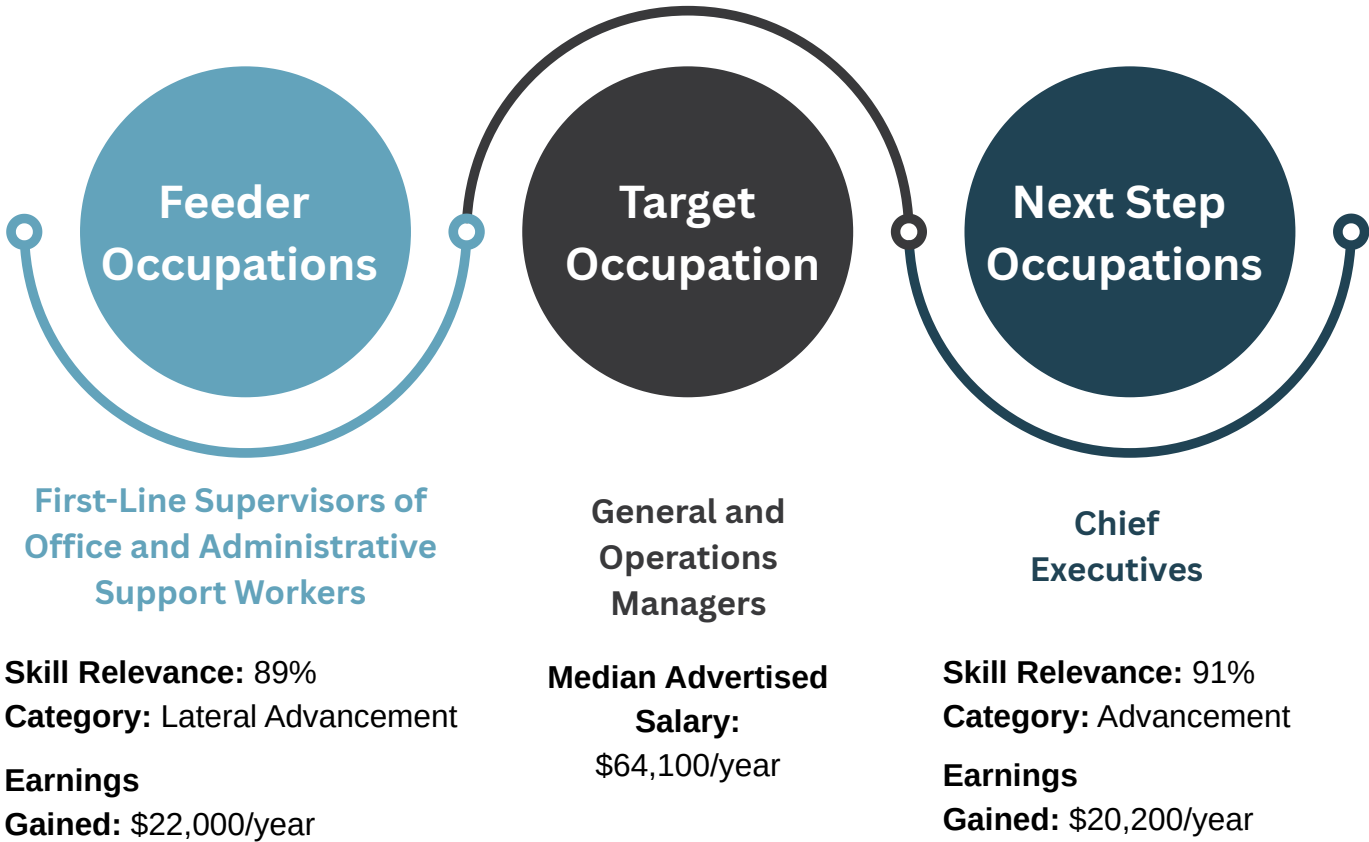 Feeder
Occupations
Target
Occupation
Next Step
Occupations
First-Line Supervisors of
Office and Administrative
Support Workers
Skill Relevance: 89%
Category: Lateral Advancement
Earnings
Gained: $22,000/year
General and
Operations
Managers
Median Advertised
Salary:
$64,100/year
Chief
Executives
Skill Relevance: 91%
Category: Advancement
Earnings
Gained: $20,200/year